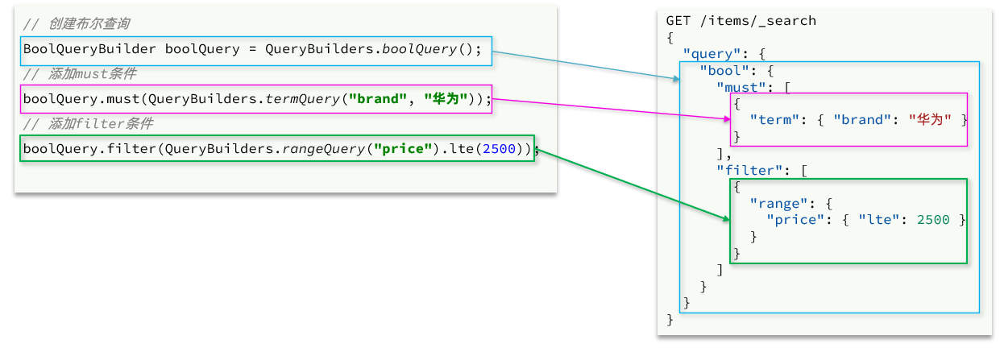 // 创建布尔查询
BoolQueryBuilder boolQuery = QueryBuilders.boolQuery();
// 添加must条件
boolQuery.must(QueryBuilders.termQuery("brand", "华为"));
// 添加filter条件
boolQuery.filter(QueryBuilders.rangeQuery("price").lte(2500));
GET /items/_search
{
  "query": {
    "bool": {
      "must": [
        {
          "term": { "brand": "华为" }
        }
      ],
      "filter": [
        {
          "range": {
            "price": { "lte": 2500 }
          }
        }
      ]
    }
  }
}